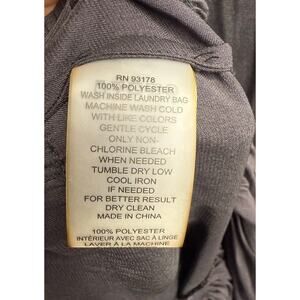 RN 93178
100% POLYESTER
WASH INSIDE LAUNDRY BAG
MACHINE WASH COLD
WITH LIKE COLORS
GENTLE CYCLE
ONLY NON-
CHLORINE BLEACH
WHEN NEEDED
TUMBLE DRY LOW
COOL IRON
IF NEEDED
FOR BETTER RESULT
DRY CLEAN
MADE IN CHINA
100% POLYESTER
INTÉRIEUR AVEC SAC À LINGE
LAVER À LA MACHINE